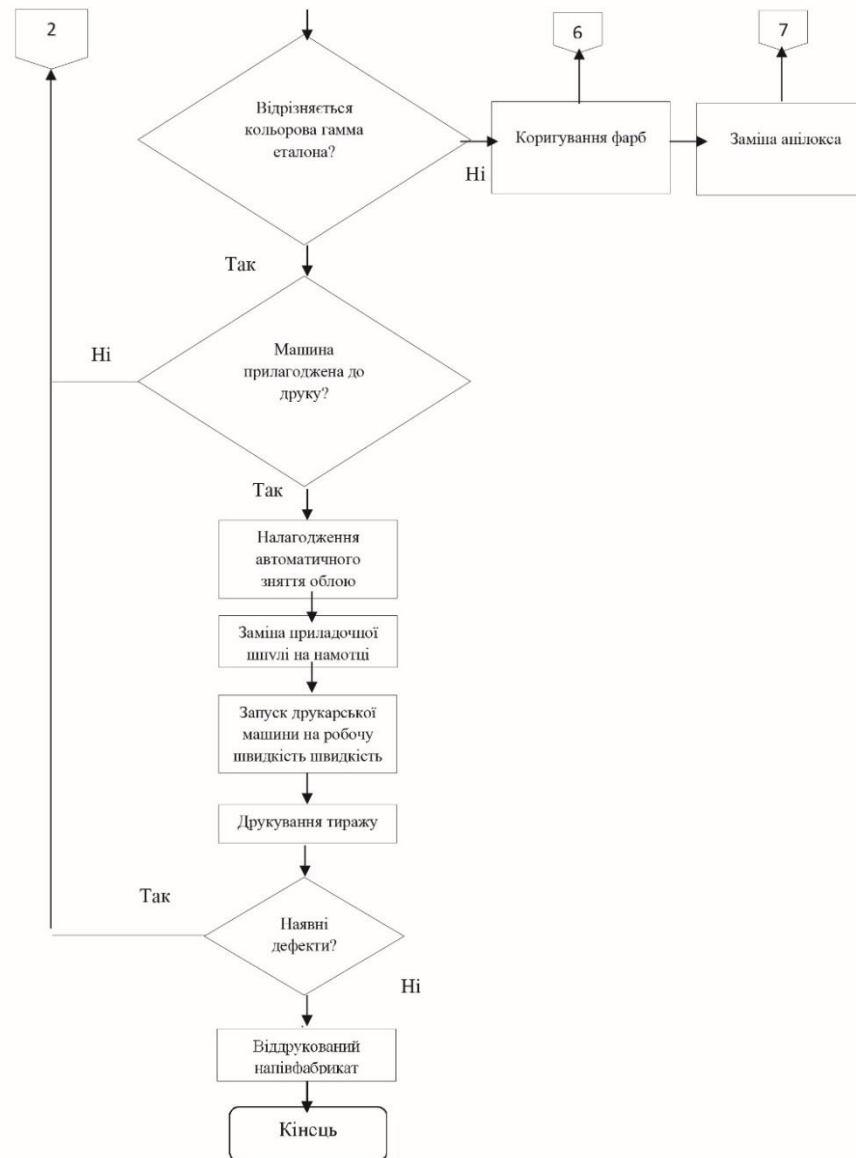 2
6
7
Відрізняється
кольорова гамма
еталона?
Ні
Коригування фарб
Заміна анілокса
Так
Машина
прилагоджена до
друку?
Ні
Так
Налагодження
автоматичного
зняття облою
Заміна приладочної
шпулі на намотці
Запуск друкарської
машини на робочу
швидкість швидкість
Друкування тиражу
Так
Наявні
дефекти?
Ні
Віддрукований
напівфабрикат
Кінець